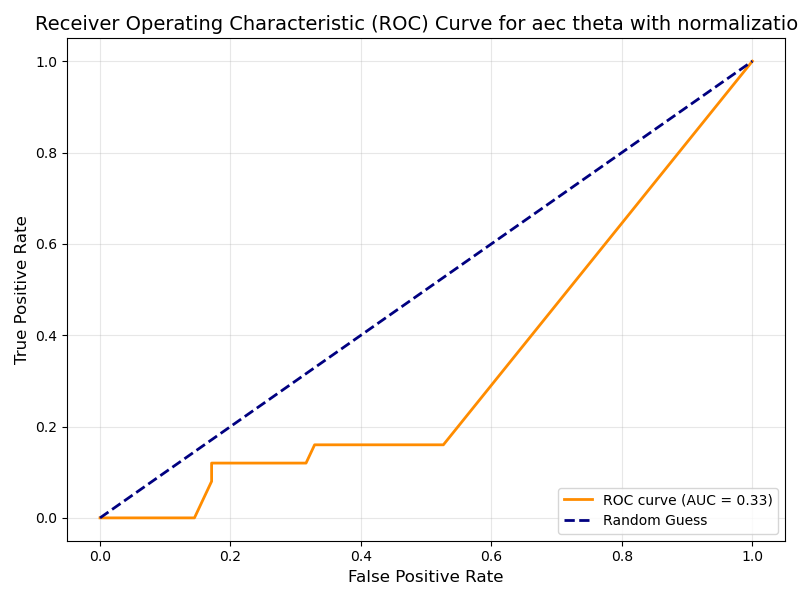 Receiver Operating Characteristic (ROC) Curve for aec theta with normalizatio
1.0
0.8
0.6
0.4
0.2
0.0
True Positive Rate
0.0 0.2 0.4 0.6 0.8 1.0
False Positive Rate
ROC curve (AUC = 0.33)
Random Guess